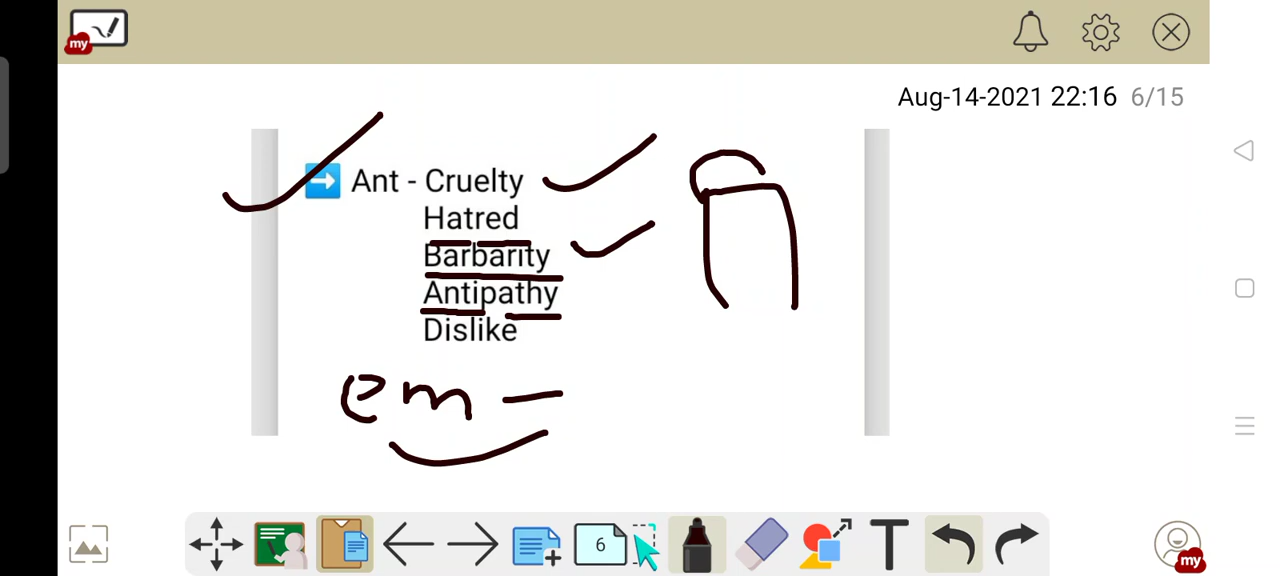 my
Aug-14-2021 22:16 6/15
Ant - Cruelty
Hatred
Barbarity
Antipathy
Dislike
em -
6
T
my